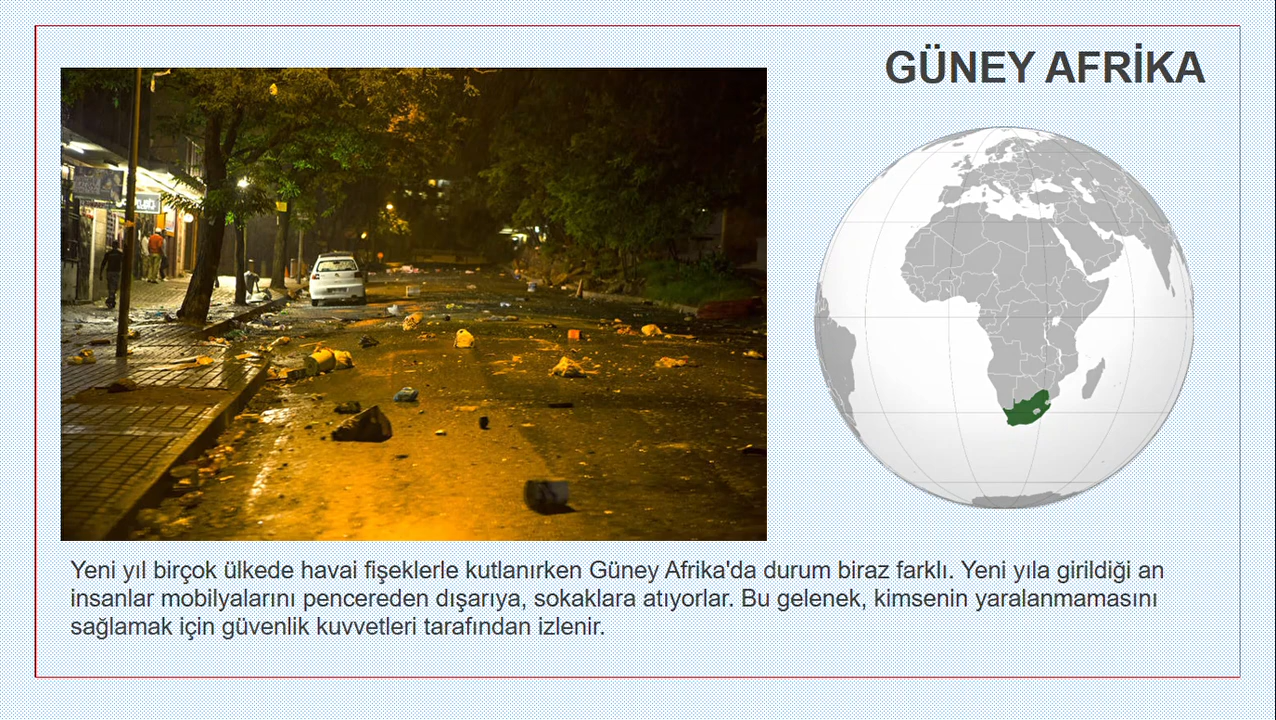 GÜNEY AFRİKA
Yeni yıl birçok ülkede havai fişeklerle kutlanırken Güney Afrika'da durum biraz farklı. Yeni yıla girildiği an
insanlar mobilyalarını pencereden dışarıya, sokaklara atıyorlar. Bu gelenek, kimsenin yaralanmamasını
sağlamak için güvenlik kuvvetleri tarafından izlenir.